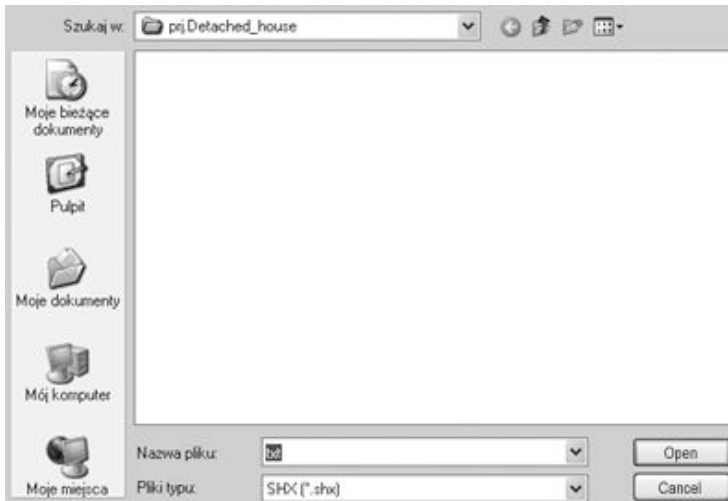 Szukaj w: prj.Detached_house
Moje bieżące
dokumenty
Pulpit
Moje dokumenty
Mój komputer
Moje miejsca
Nazwa pliku: txt Open
Pliki typu: SHX (*.shx) Cancel